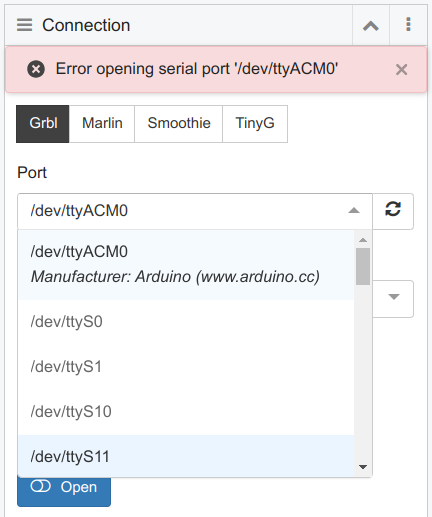 Connection
Error opening serial port '/dev/ttyACM0'
Grbl Marlin Smoothie TinyG
Port
/dev/ttyACM0
/dev/ttyACM0
Manufacturer: Arduino (www.arduino.cc)
/dev/ttyS0
/dev/ttyS1
/dev/ttyS10
/dev/ttyS11
Open